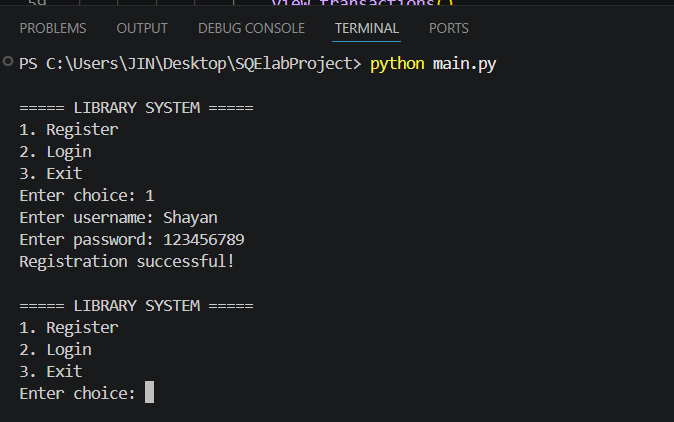 59 view_transactions()
PROBLEMS OUTPUT DEBUG CONSOLE TERMINAL PORTS
PS C:\Users\JIN\Desktop\SQElabProject> python main.py
===== LIBRARY SYSTEM =====
1. Register
2. Login
3. Exit
Enter choice: 1
Enter username: Shayan
Enter password: 123456789
Registration successful!
===== LIBRARY SYSTEM =====
1. Register
2. Login
3. Exit
Enter choice: